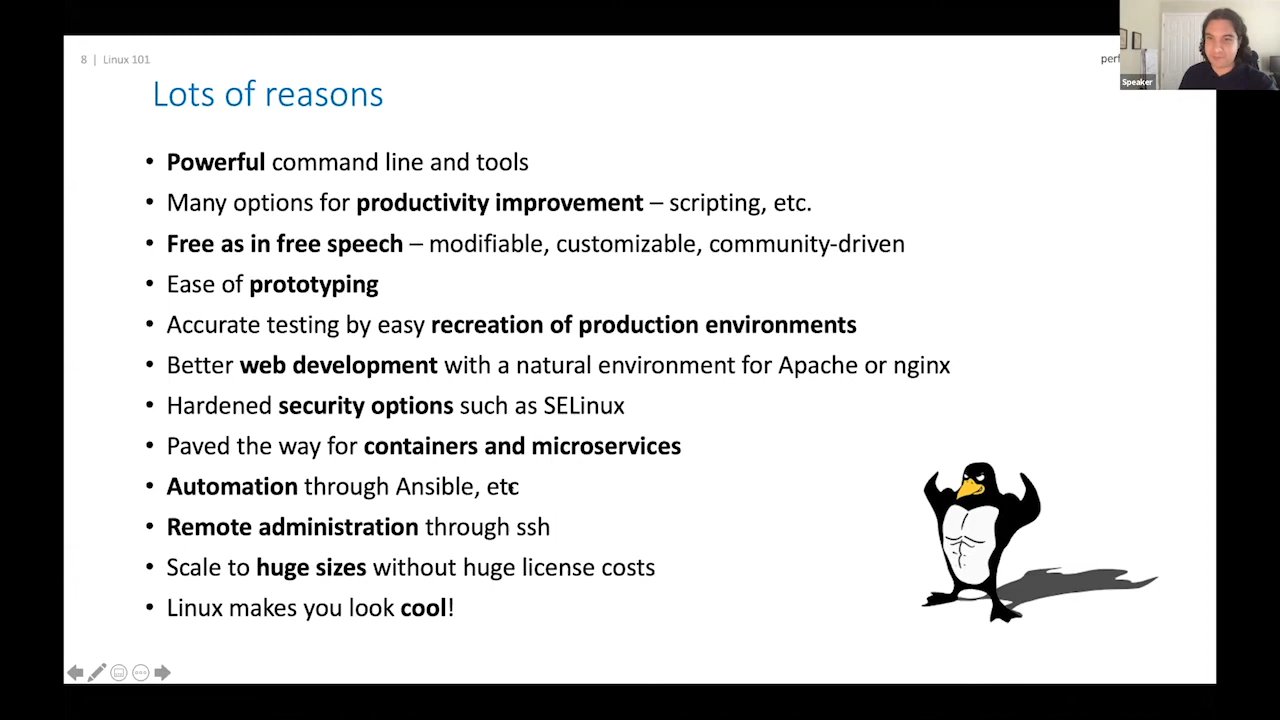 8 | Linux 101
perf
Speaker
Lots of reasons
• Powerful command line and tools
• Many options for productivity improvement – scripting, etc.
• Free as in free speech – modifiable, customizable, community-driven
• Ease of prototyping
• Accurate testing by easy recreation of production environments
• Better web development with a natural environment for Apache or nginx
• Hardened security options such as SELinux
• Paved the way for containers and microservices
• Automation through Ansible, etc
• Remote administration through ssh
• Scale to huge sizes without huge license costs
• Linux makes you look cool!